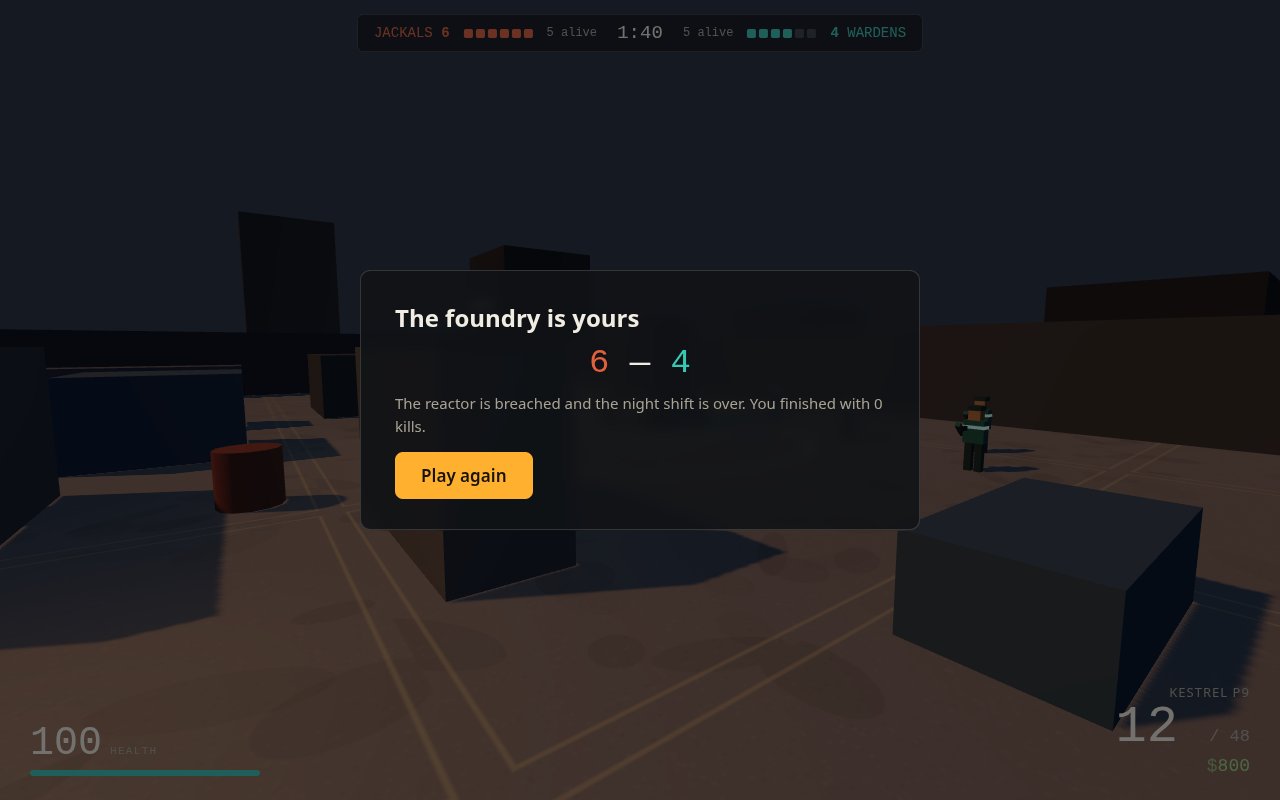 JACKALS 6 5 alive 1:40 5 alive 4 WARDENS
The foundry is yours
6 — 4
The reactor is breached and the night shift is over. You finished with 0
kills.
Play again
KESTREL P9
100 HEALTH
12 / 48
$800